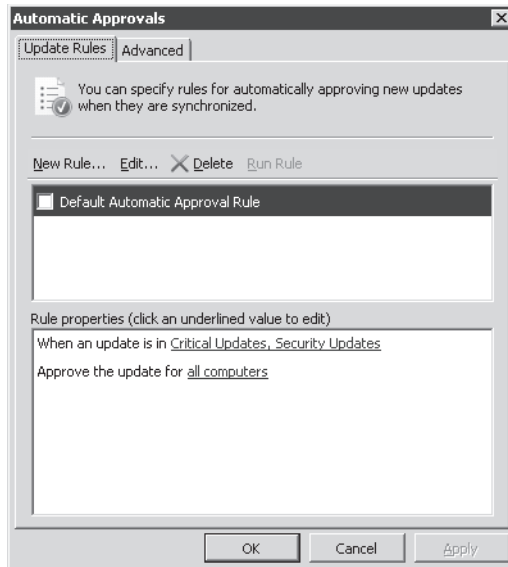 Automatic Approvals
Update Rules Advanced
You can specify rules for automatically approving new updates
when they are synchronized.
New Rule... Edit... Delete Run Rule
Default Automatic Approval Rule
Rule properties (click an underlined value to edit)
When an update is in Critical Updates, Security Updates
Approve the update for all computers
OK Cancel Apply